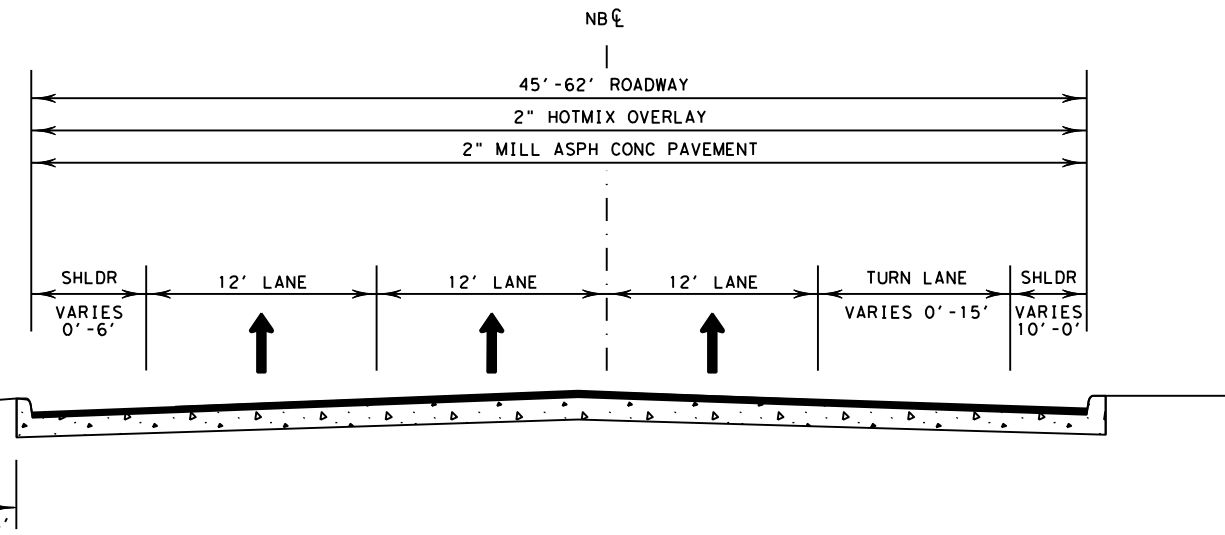 NB ℄
45'-62' ROADWAY
2" HOTMIX OVERLAY
2" MILL ASPH CONC PAVEMENT
SHLDR
12' LANE
12' LANE
12' LANE
TURN LANE
SHLDR
VARIES
0'-6'
VARIES 0'-15'
VARIES
10'-0'